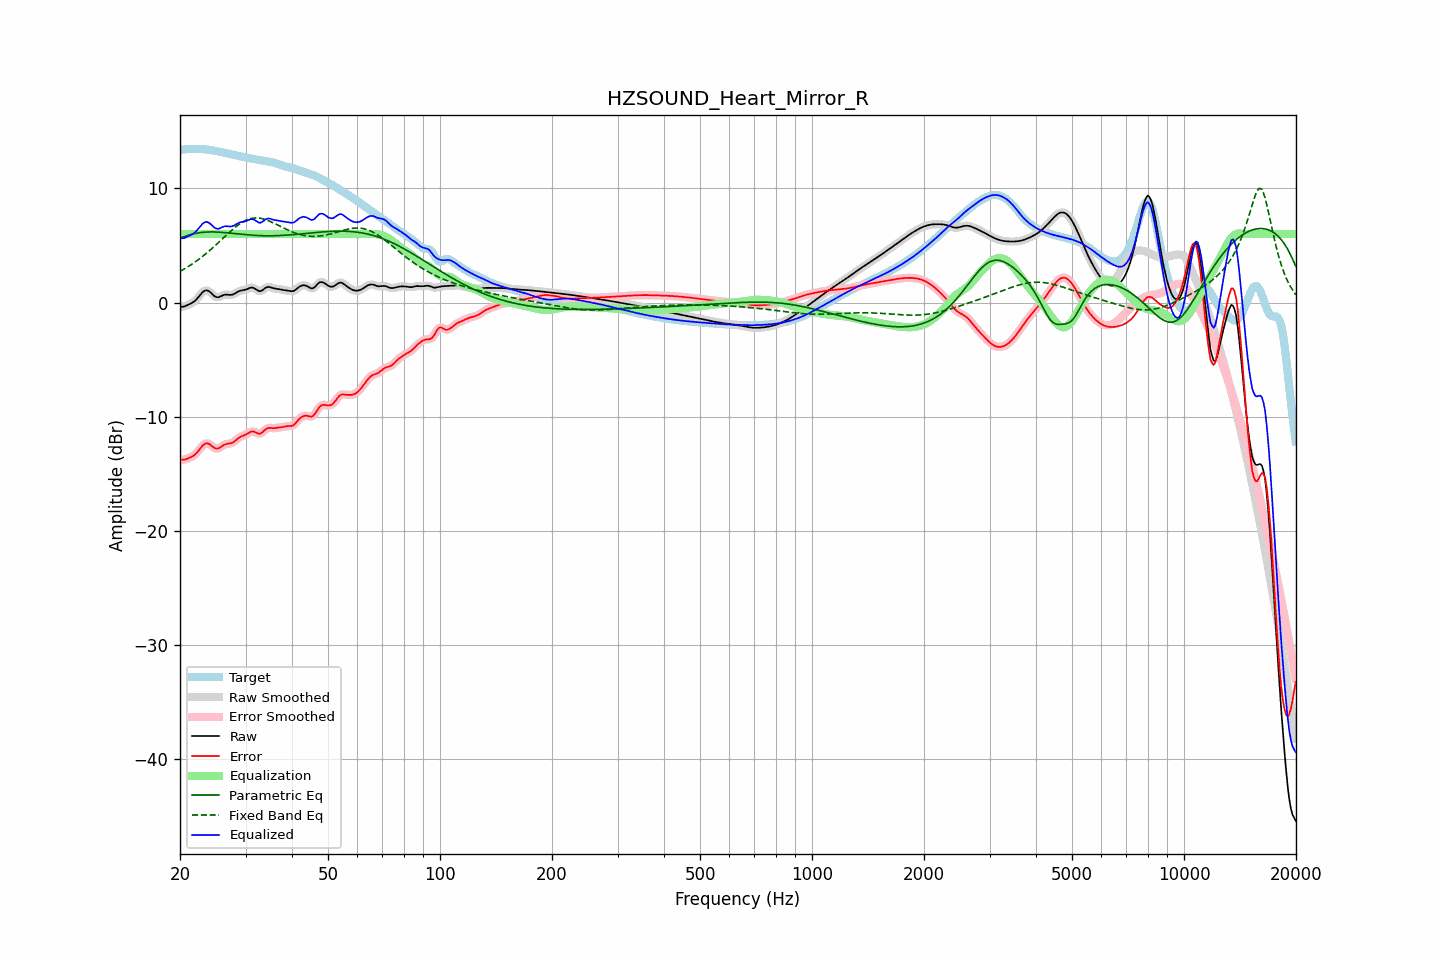 HZSOUND_Heart_Mirror_R
Amplitude (dBr)
10
0
−10
−20
−30
−40
Target
Raw Smoothed
Error Smoothed
Raw
Error
Equalization
Parametric Eq
Fixed Band Eq
Equalized
20 50 100 200 500 1000 2000 5000 10000 20000
Frequency (Hz)